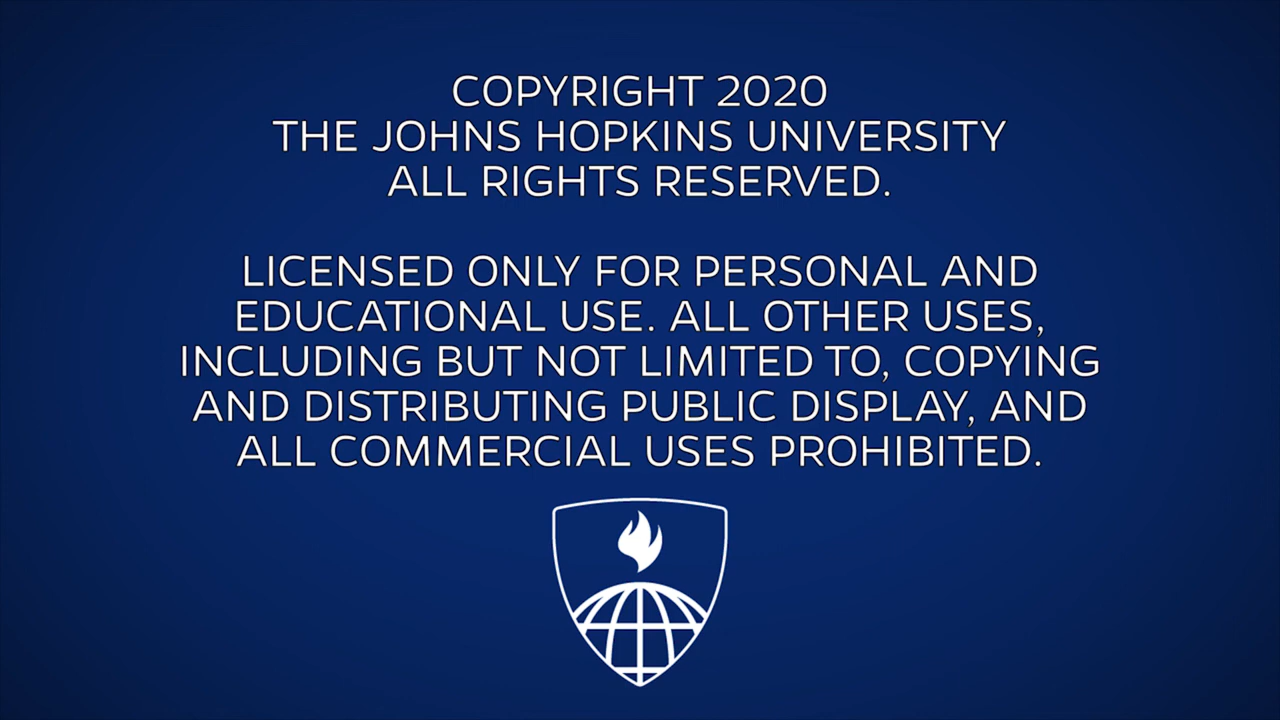 COPYRIGHT 2020
THE JOHNS HOPKINS UNIVERSITY
ALL RIGHTS RESERVED.
LICENSED ONLY FOR PERSONAL AND
EDUCATIONAL USE. ALL OTHER USES,
INCLUDING BUT NOT LIMITED TO, COPYING
AND DISTRIBUTING PUBLIC DISPLAY, AND
ALL COMMERCIAL USES PROHIBITED.